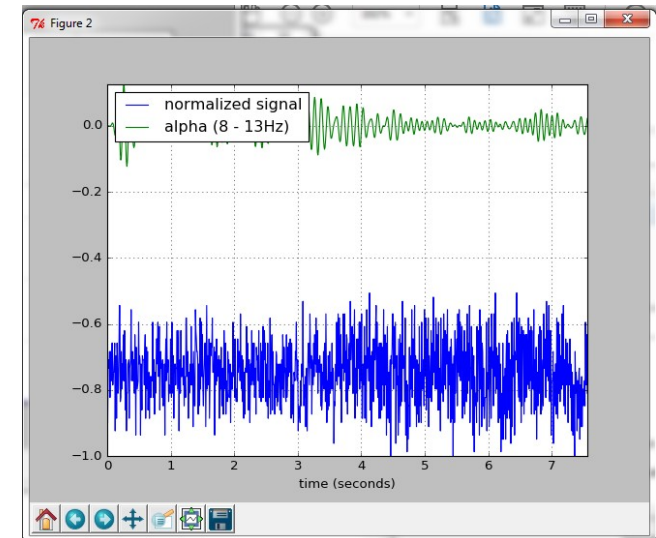 Figure 2
normalized signal
alpha (8 - 13Hz)
0.0
−0.2
−0.4
−0.6
−0.8
−1.0
0 1 2 3 4 5 6 7
time (seconds)